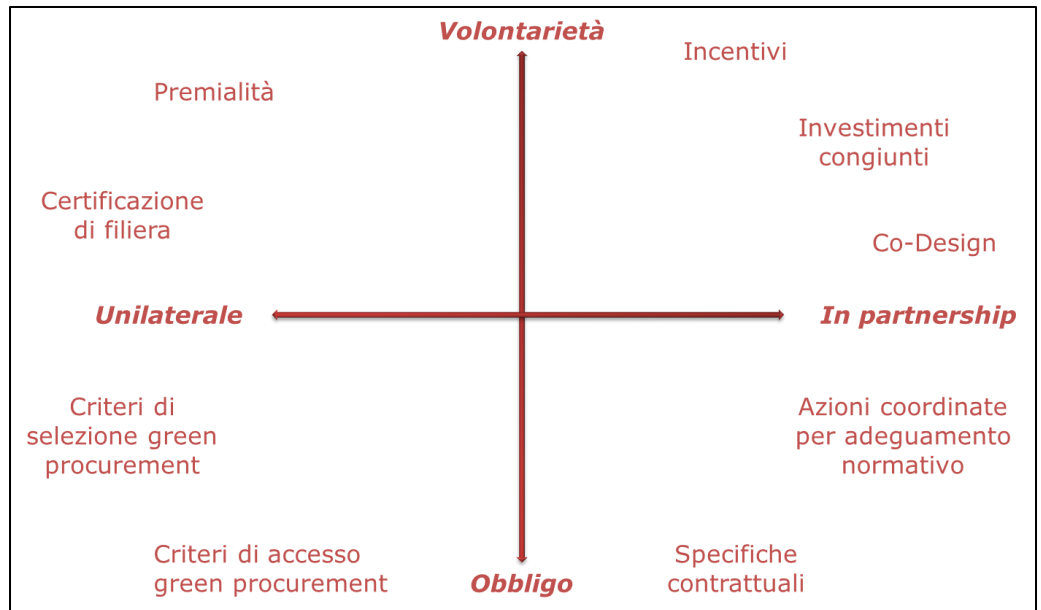 Volontarietà
Incentivi
Premialità
Investimenti
congiunti
Certificazione
di filiera
Co-Design
Unilaterale
In partnership
Criteri di
selezione green
procurement
Azioni coordinate
per adeguamento
normativo
Criteri di accesso
green procurement
Specifiche
contrattuali
Obbligo